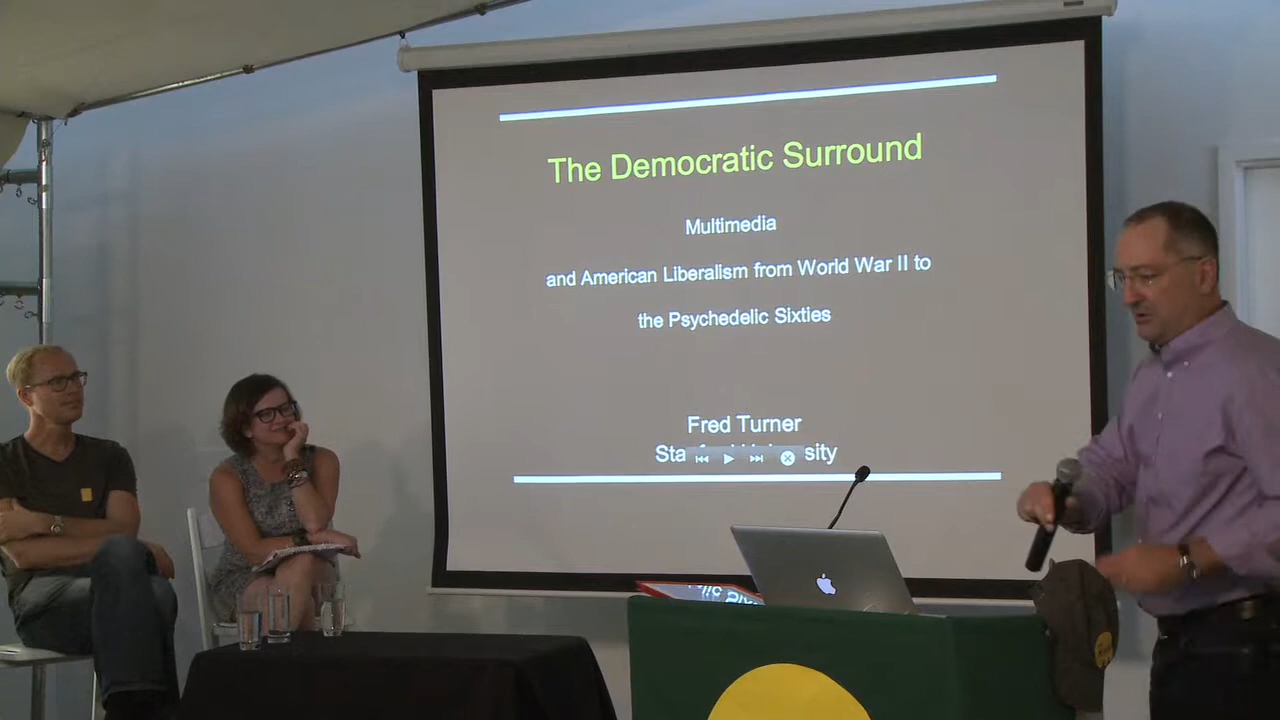 The Democratic Surround
Multimedia
and American Liberalism from World War II to
the Psychedelic Sixties
Fred Turner